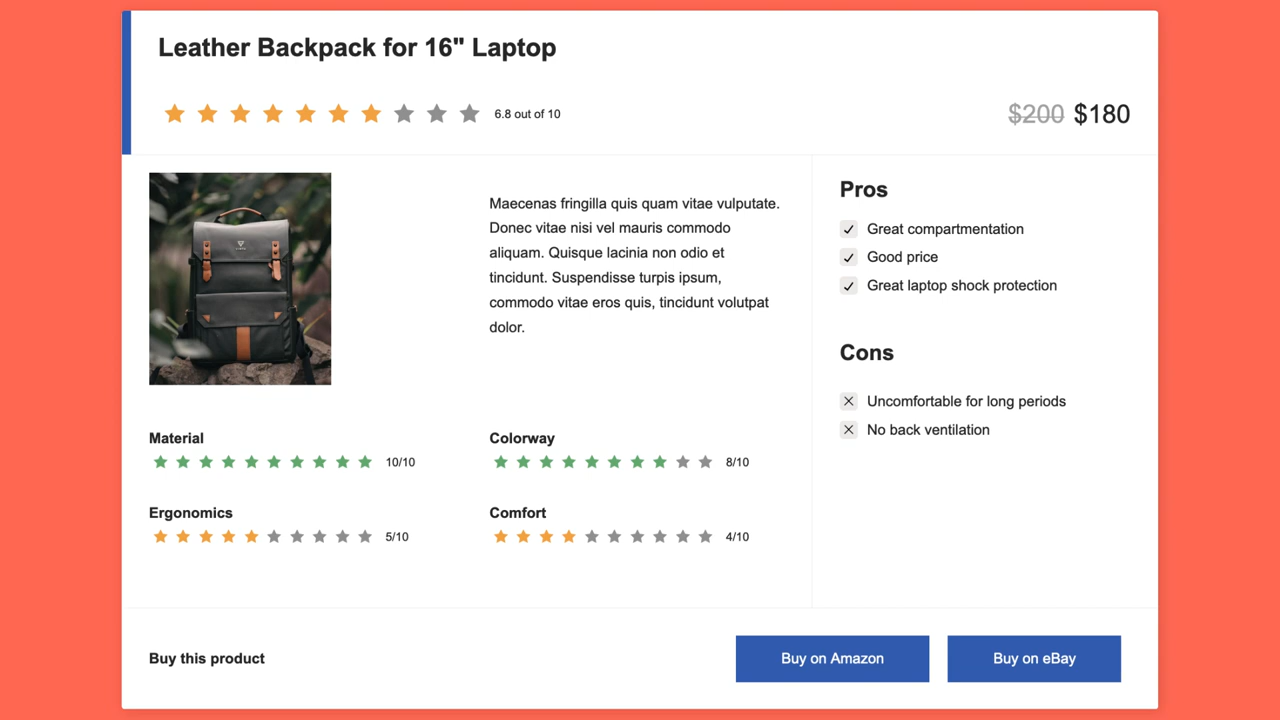 Leather Backpack for 16" Laptop
6.8 out of 10
$200 $180
Maecenas fringilla quis quam vitae vulputate.
Donec vitae nisi vel mauris commodo
aliquam. Quisque lacinia non odio et
tincidunt. Suspendisse turpis ipsum,
commodo vitae eros quis, tincidunt volutpat
dolor.
Material
10/10
Colorway
8/10
Ergonomics
5/10
Comfort
4/10
Pros
Great compartmentation
Good price
Great laptop shock protection
Cons
Uncomfortable for long periods
No back ventilation
Buy this product
Buy on Amazon
Buy on eBay